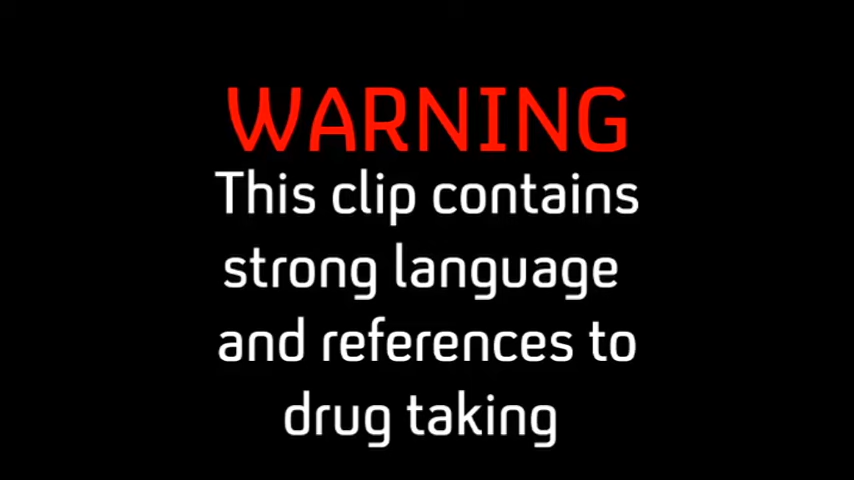 WARNING
This clip contains
strong language
and references to
drug taking